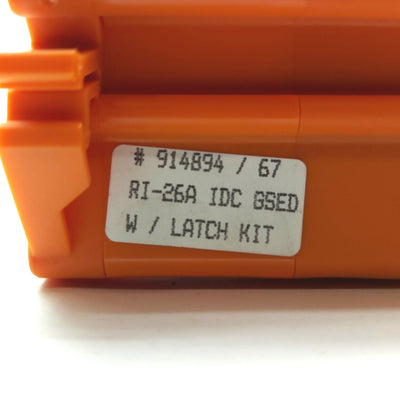 # 914894 / 67
RI-26A IDC GSED
W / LATCH KIT